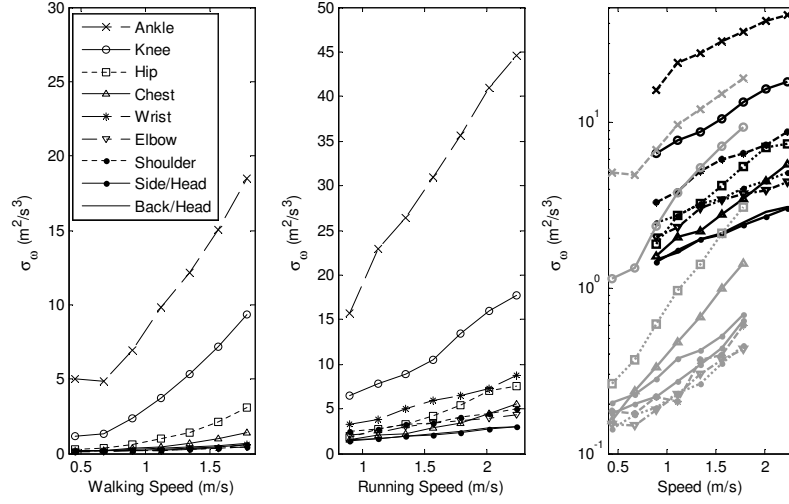 30
25
20
15
10
5
0
σω (m²/s³)
0.5
1
1.5
Walking Speed (m/s)
Ankle
Knee
Hip
Chest
Wrist
Elbow
Shoulder
Side/Head
Back/Head
50
45
40
35
30
25
20
15
10
5
0
σω (m²/s³)
1
1.5
2
Running Speed (m/s)
10¹
10⁰
10⁻¹
σω (m²/s³)
0.5
1
1.5
2
Speed (m/s)